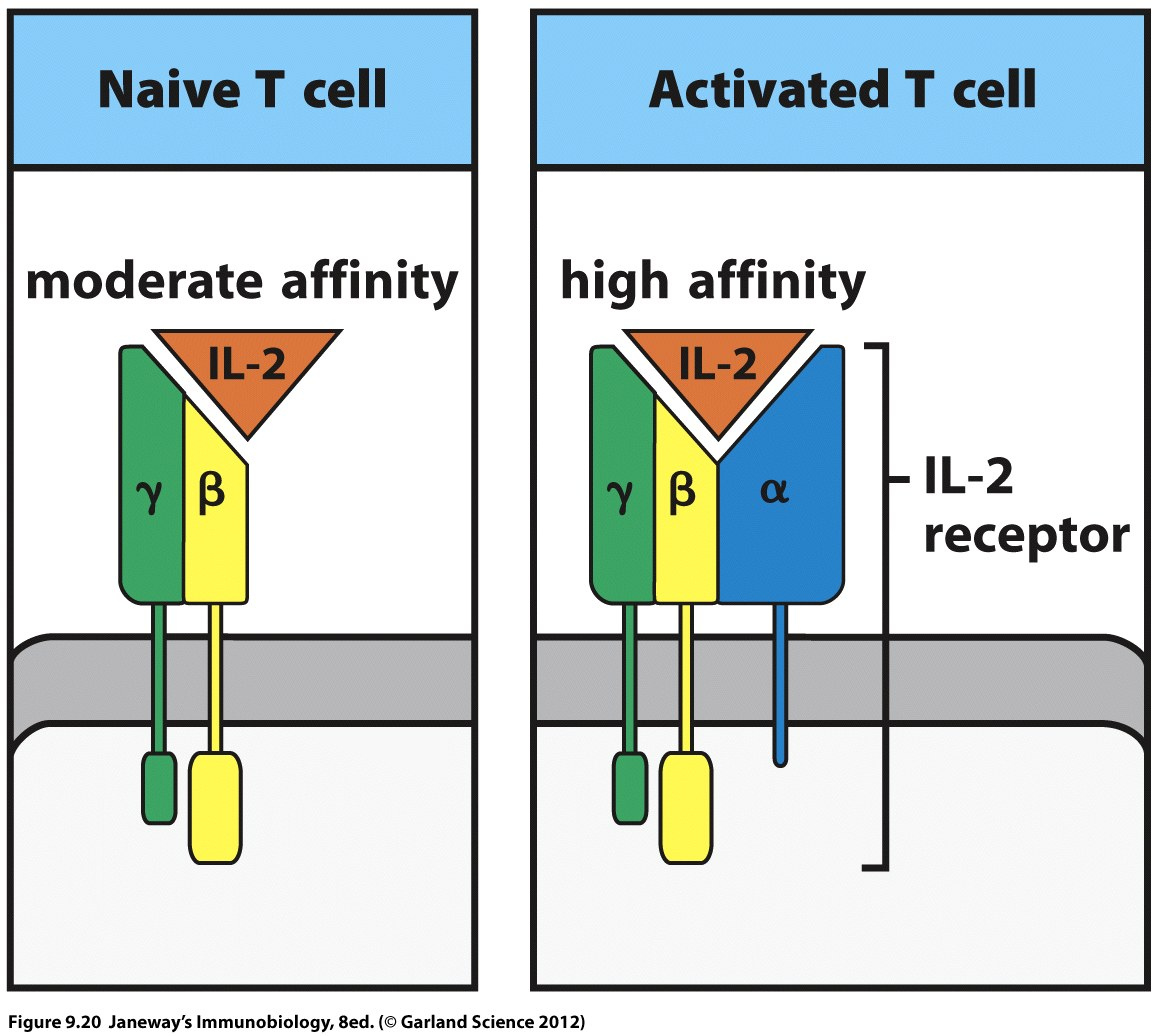 Naive T cell
Activated T cell
moderate affinity
high affinity
IL-2
IL-2
γ
β
γ
β
α
IL-2
receptor
Figure 9.20 Janeway’s Immunobiology, 8ed. (© Garland Science 2012)